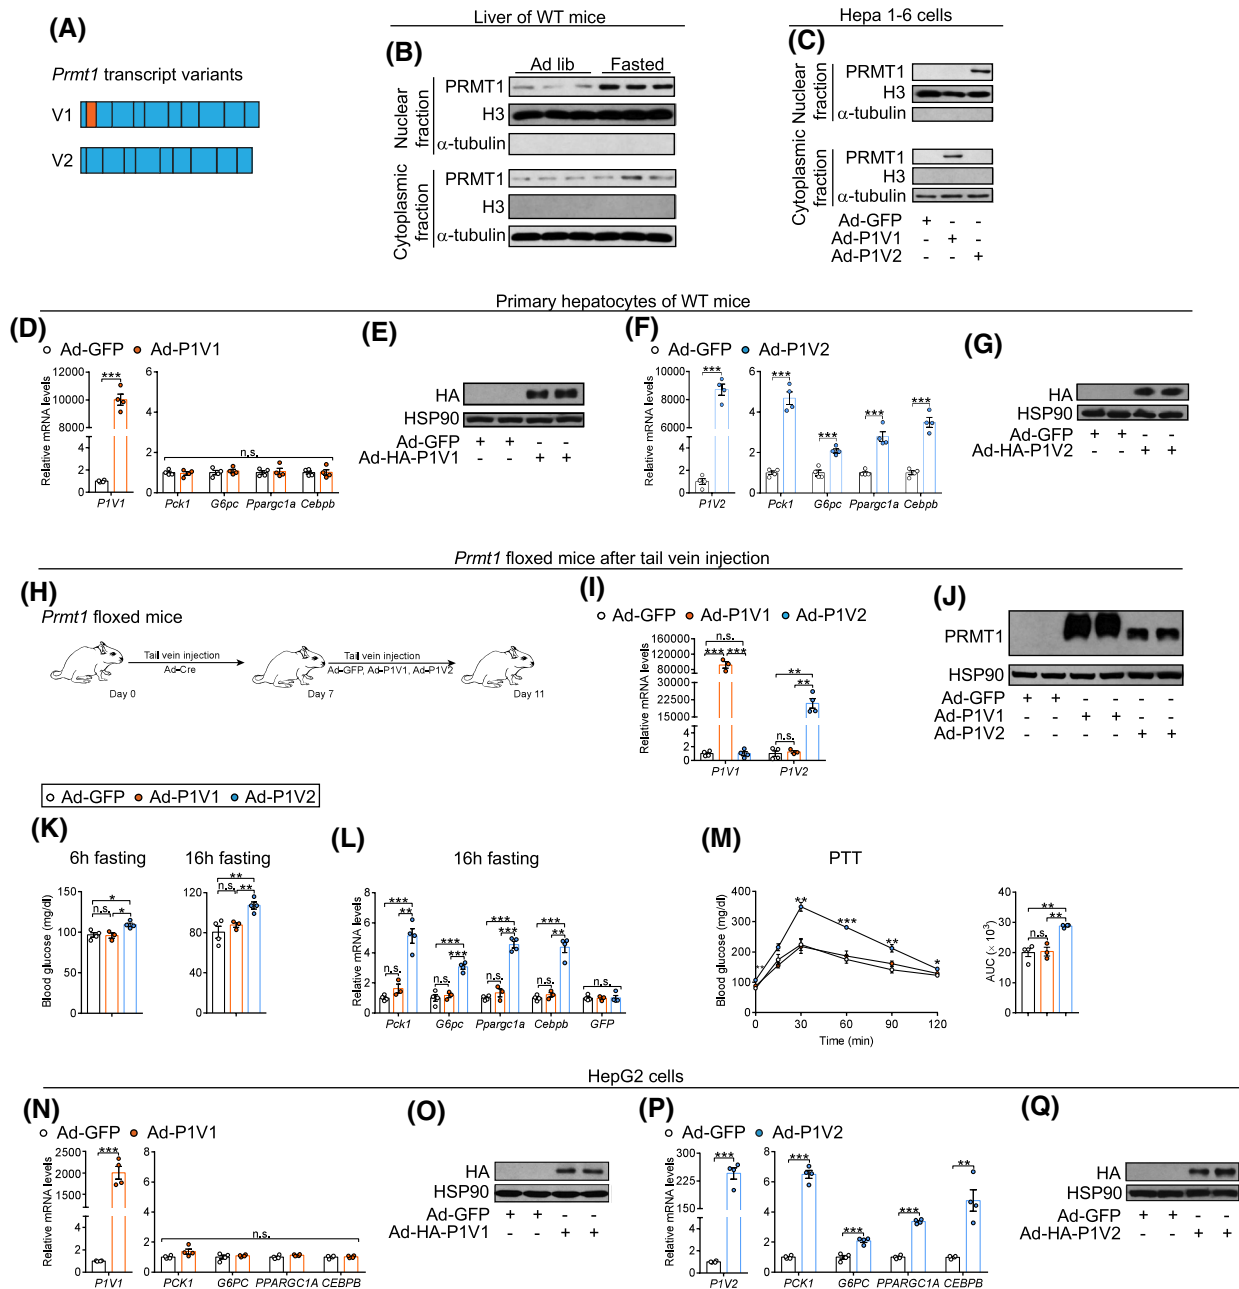 (A)
Prmt1 transcript variants
V1
V2
Liver of WT mice
(B)
Ad lib Fasted
Nuclear fraction
PRMT1
H3
α-tubulin
Cytoplasmic fraction
PRMT1
H3
α-tubulin
Hepa 1-6 cells
(C)
Nuclear fraction
PRMT1
H3
α-tubulin
Cytoplasmic fraction
PRMT1
H3
α-tubulin
Ad-GFP + - -
Ad-P1V1 - + -
Ad-P1V2 - - +
Primary hepatocytes of WT mice
(D)
Ad-GFP Ad-P1V1
Relative mRNA levels
12000
10000
8000
4
2
0
***
P1V1
6
4
2
0
n.s.
Pck1 G6pc Ppargc1a Cebpb
(E)
HA
HSP90
Ad-GFP + + - -
Ad-HA-P1V1 - - + +
(F)
Ad-GFP Ad-P1V2
Relative mRNA levels
10000
8000
6000
4
2
0
***
P1V2
6
4
2
0
*** *** *** ***
Pck1 G6pc Ppargc1a Cebpb
(G)
HA
HSP90
Ad-GFP + + - -
Ad-HA-P1V2 - - + +
Prmt1 floxed mice after tail vein injection
(H)
Prmt1 floxed mice
Tail vein injection
Ad-Cre
Tail vein injection
Ad-GFP, Ad-P1V1, Ad-P1V2
Day 0 Day 7 Day 11
(I)
Ad-GFP Ad-P1V1 Ad-P1V2
Relative mRNA levels
160000
120000
80000
30000
22500
15000
4
2
0
n.s.
*** ***
**
**
n.s.
P1V1 P1V2
(J)
PRMT1
HSP90
Ad-GFP + + - - - -
Ad-P1V1 - - + + - -
Ad-P1V2 - - - - + +
Ad-GFP Ad-P1V1 Ad-P1V2
(K)
6h fasting
Blood glucose (mg/dl)
150
100
50
0
*
n.s. *
16h fasting
120
80
40
0
**
n.s. **
(L)
16h fasting
Relative mRNA levels
8
6
4
2
0
***
**
n.s.
***
***
n.s.
***
***
n.s.
***
**
n.s.
n.s.
Pck1 G6pc Ppargc1a Cebpb GFP
(M)
PTT
Blood glucose (mg/dl)
400
300
200
100
0
** ** *** ** *
0 30 60 90 120
Time (min)
AUC (× 10³)
40
30
20
10
0
**
**
n.s.
HepG2 cells
(N)
Ad-GFP Ad-P1V1
Relative mRNA levels
2500
2000
1500
4
2
0
***
P1V1
8
6
4
2
0
n.s.
PCK1 G6PC PPARGC1A CEBPB
(O)
HA
HSP90
Ad-GFP + + - -
Ad-HA-P1V1 - - + +
(P)
Ad-GFP Ad-P1V2
Relative mRNA levels
300
225
150
4
2
0
***
P1V2
8
6
4
2
0
*** *** *** **
PCK1 G6PC PPARGC1A CEBPB
(Q)
HA
HSP90
Ad-GFP + + - -
Ad-HA-P1V2 - - + +